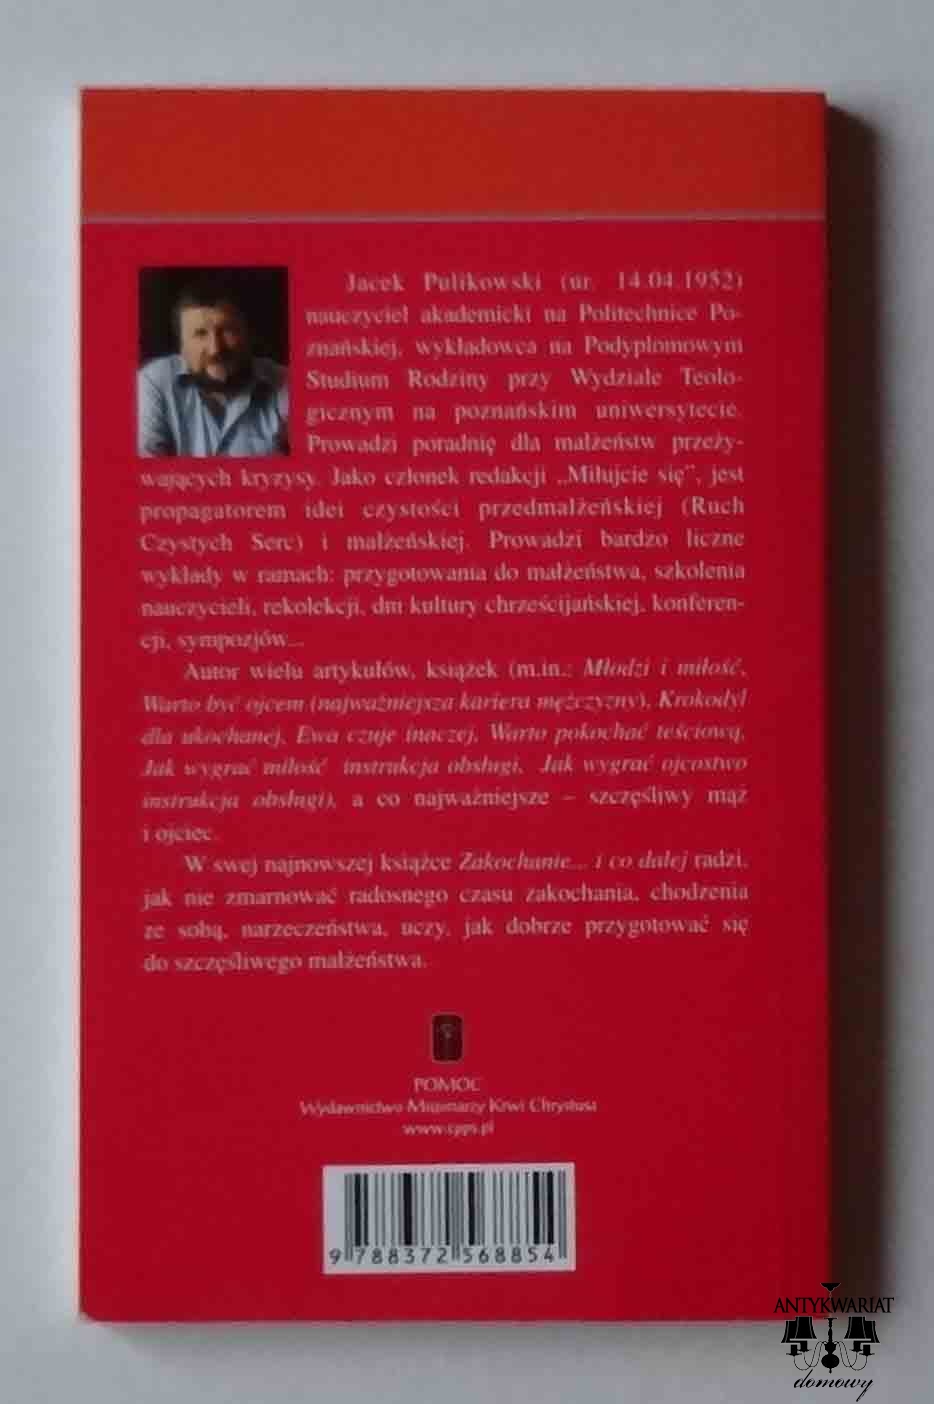 Jacek Pulikowski (ur. 14.04.1952)
nauczyciel akademicki na Politechnice Po-
znańskiej, wykładowca na Podyplomowym
Studium Rodziny przy Wydziale Teolo-
gicznym na poznańskim uniwersytecie.
Prowadzi poradnię dla małżeństw przeży-
wających kryzysy. Jako członek redakcji „Miłujcie się”, jest
propagatorem idei czystości przedmałżeńskiej (Ruch
Czystych Serc) i małżeńskiej. Prowadzi bardzo liczne
wykłady w ramach: przygotowania do małżeństwa, szkolenia
nauczycieli, rekolekcji, dni kultury chrześcijańskiej, konferen-
cji, sympozjów...
Autor wielu artykułów, książek (m.in.: Młodzi i miłość,
Warto być ojcem (najważniejsza kariera mężczyzny), Krokodyl
dla ukochanej, Ewa czuje inaczej, Warto pokochać teściową,
Jak wygrać miłość instrukcja obsługi, Jak wygrać ojcostwo
instrukcja obsługi), a co najważniejsze – szczęśliwy mąż
i ojciec.
W swej najnowszej książce Zakochanie... i co dalej radzi,
jak nie zmarnować radosnego czasu zakochania, chodzenia
ze sobą, narzeczeństwa, uczy, jak dobrze przygotować się
do szczęśliwego małżeństwa.
POMOC
Wydawnictwo Misjonarzy Krwi Chrystusa
www.cpps.pl
9 788372 568854
ANTYKWARIAT
domowy